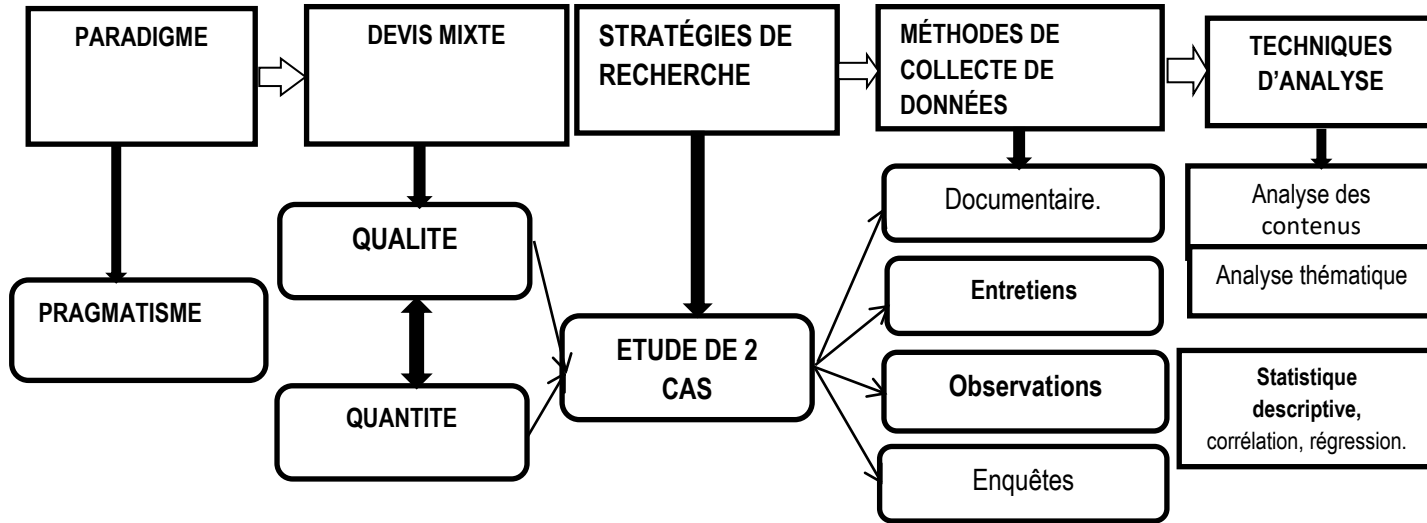 PARADIGME
DEVIS MIXTE
STRATÉGIES DE
RECHERCHE
MÉTHODES DE
COLLECTE DE
DONNÉES
TECHNIQUES
D’ANALYSE
PRAGMATISME
QUALITE
QUANTITE
ETUDE DE 2
CAS
Documentaire.
Entretiens
Observations
Enquêtes
Analyse des
contenus
Analyse thématique
Statistique
descriptive,
corrélation, régression.